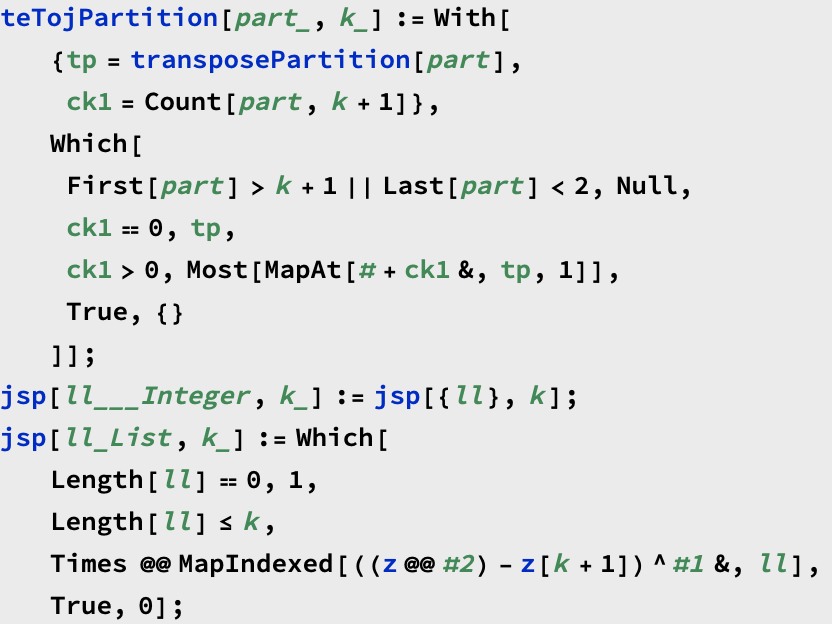 teTojPartition[part_, k_] := With[
{tp = transposePartition[part],
ck1 = Count[part, k + 1]},
Which[
First[part] > k + 1 || Last[part] < 2, Null,
ck1 == 0, tp,
ck1 > 0, Most[MapAt[# + ck1 &, tp, 1]],
True, {}
]];
jsp[ll___Integer, k_] := jsp[{ll}, k];
jsp[ll_List, k_] := Which[
Length[ll] == 0, 1,
Length[ll] ≤ k,
Times @@ MapIndexed[((z @@ #2) - z[k + 1]) ^ #1 &, ll],
True, 0];